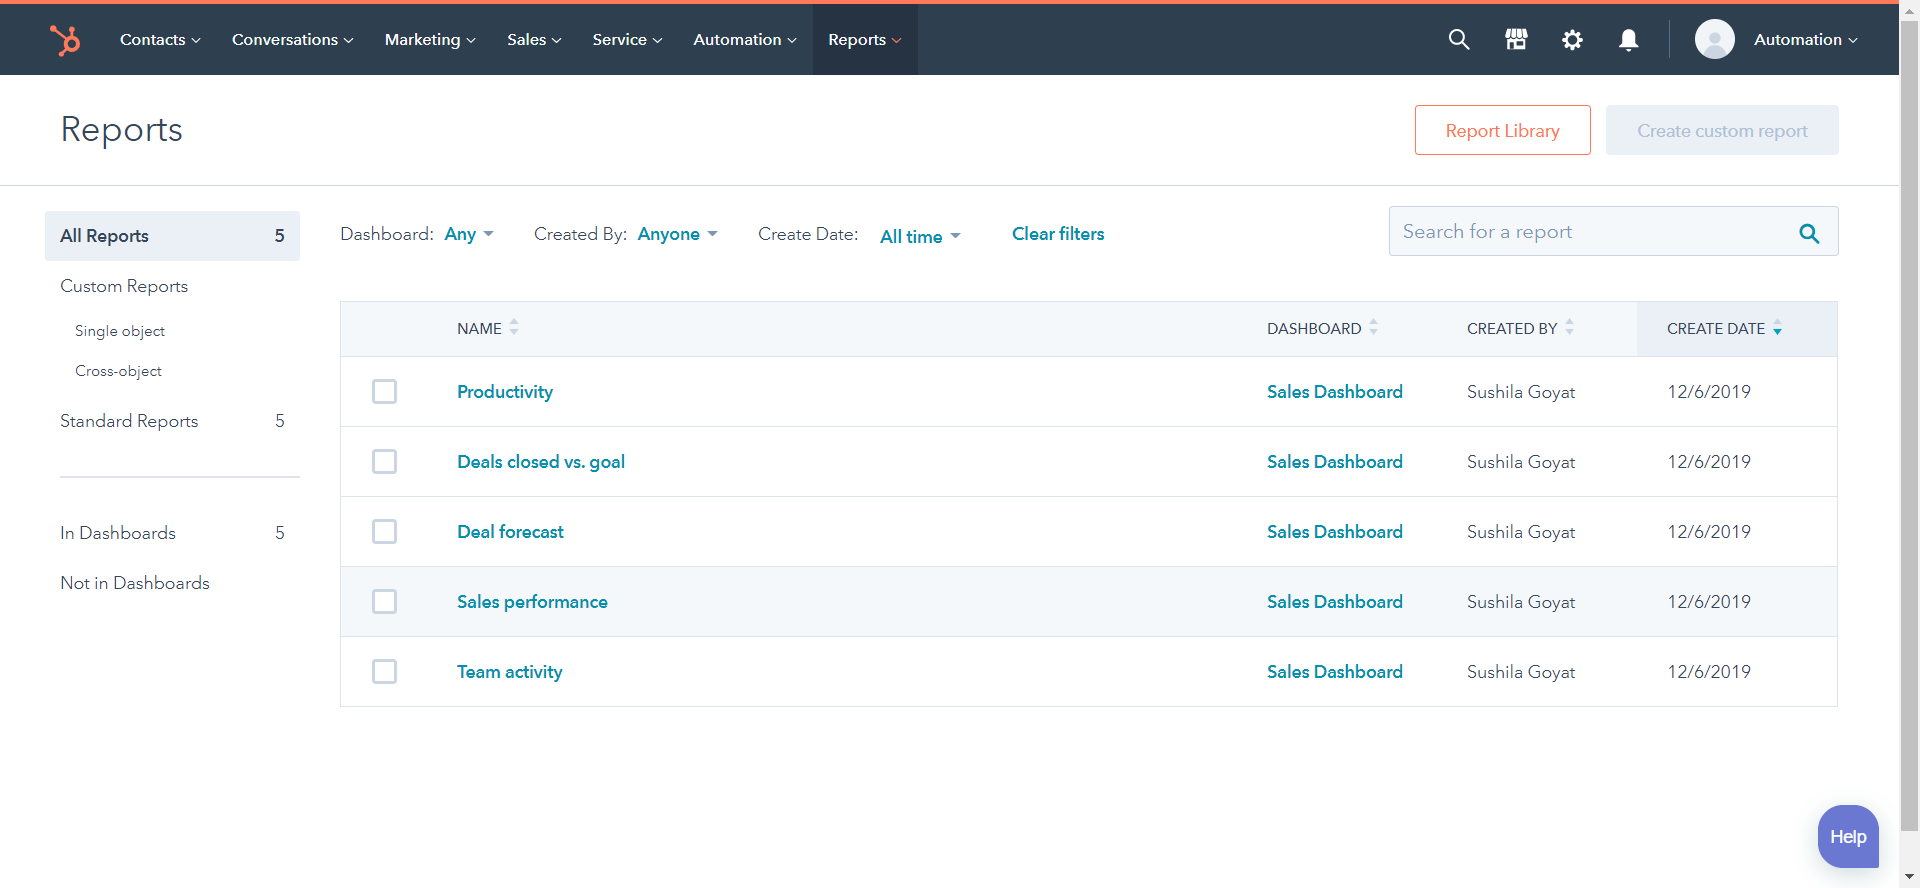 Contacts Conversations Marketing Sales Service Automation Reports Automation
Reports
Report Library Create custom report
All Reports 5
Custom Reports
Single object
Cross-object
Standard Reports 5
In Dashboards 5
Not in Dashboards
Dashboard: Any Created By: Anyone Create Date: All time Clear filters
Search for a report
NAME DASHBOARD CREATED BY CREATE DATE
Productivity Sales Dashboard Sushila Goyat 12/6/2019
Deals closed vs. goal Sales Dashboard Sushila Goyat 12/6/2019
Deal forecast Sales Dashboard Sushila Goyat 12/6/2019
Sales performance Sales Dashboard Sushila Goyat 12/6/2019
Team activity Sales Dashboard Sushila Goyat 12/6/2019
Help